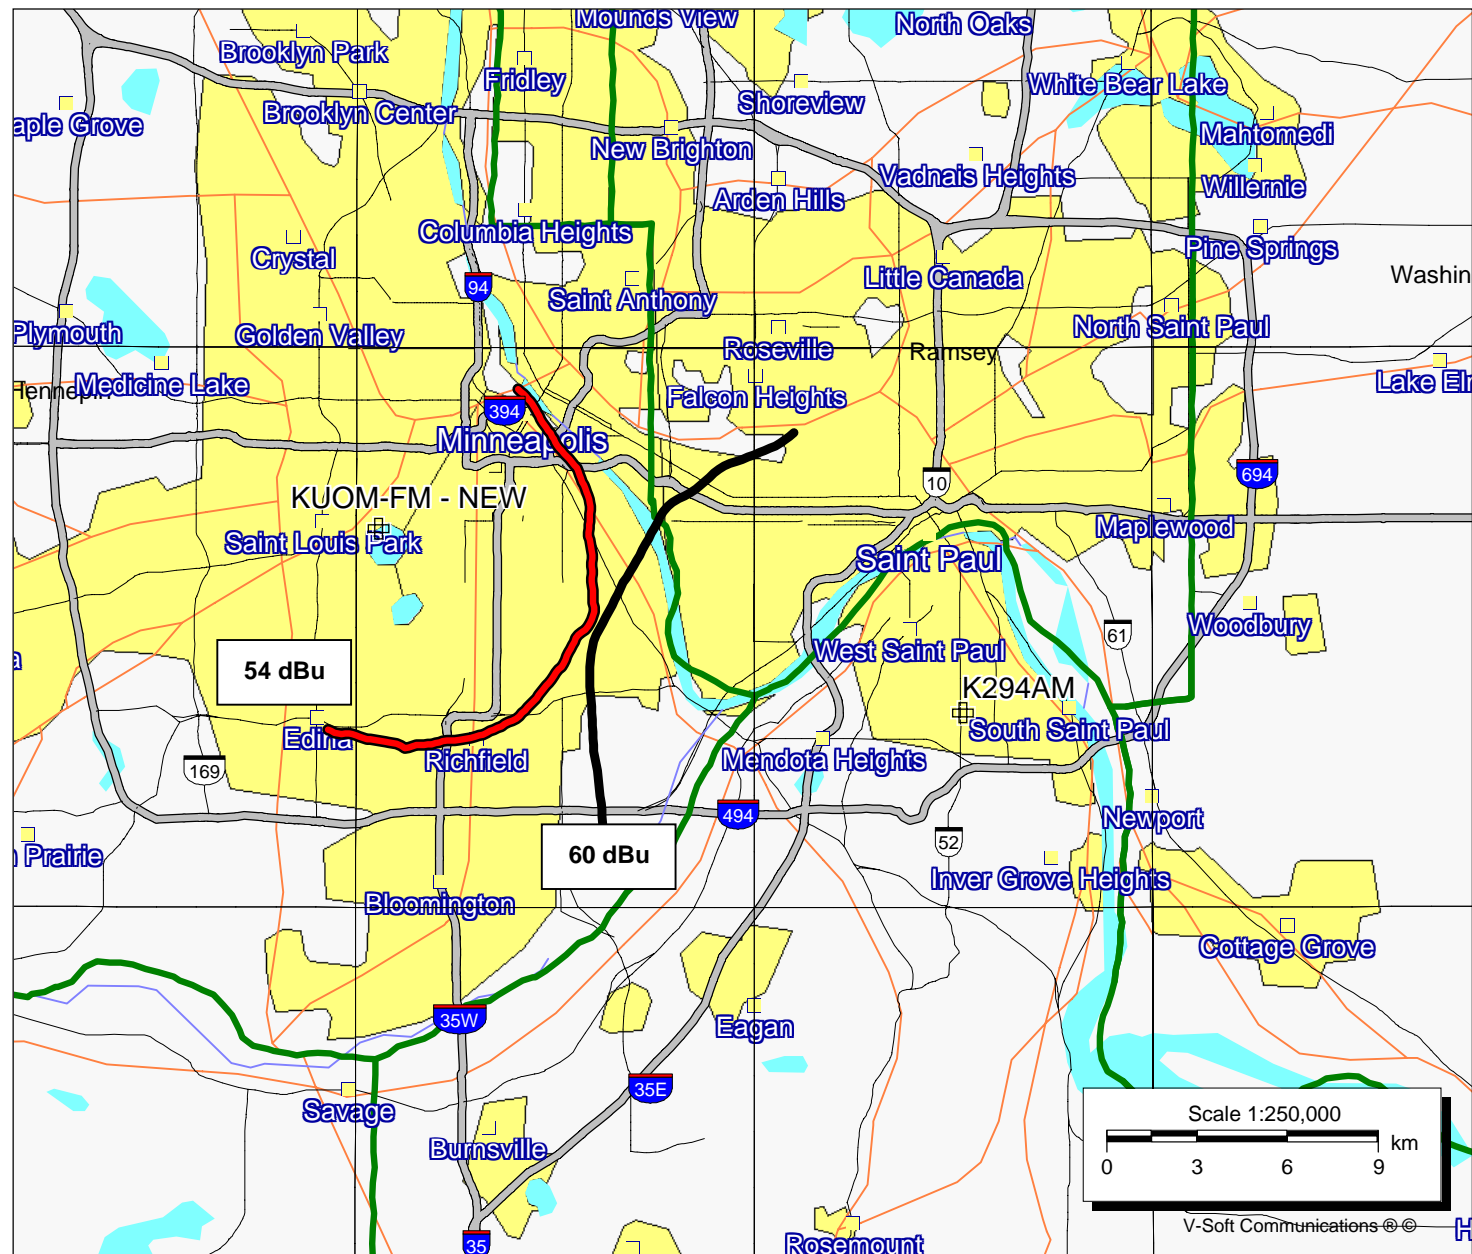 Mounds View
North Oaks
Brooklyn Park
Fridley
White Bear Lake
Brooklyn Center
Shoreview
aple Grove
Mahtomedi
New Brighton
Vadnais Heights
Willernie
Arden Hills
Columbia Heights
Pine Springs
Crystal
Little Canada
Washin
94
Saint Anthony
Plymouth
Golden Valley
North Saint Paul
Roseville
Ramsey
Hennepin
Medicine Lake
Lake Elm
Falcon Heights
394
Minneapolis
694
10
KUOM-FM - NEW
Maplewood
Saint Louis Park
Saint Paul
Woodbury
61
a
West Saint Paul
54 dBu
K294AM
South Saint Paul
Edina
Richfield
Mendota Heights
169
494
Newport
52
Prairie
60 dBu
Inver Grove Heights
Bloomington
Cottage Grove
35W
Eagan
35E
Savage
Scale 1:250,000
km
0 3 6 9
Burnsville
V-Soft Communications ® ©
H
35
Rosemount